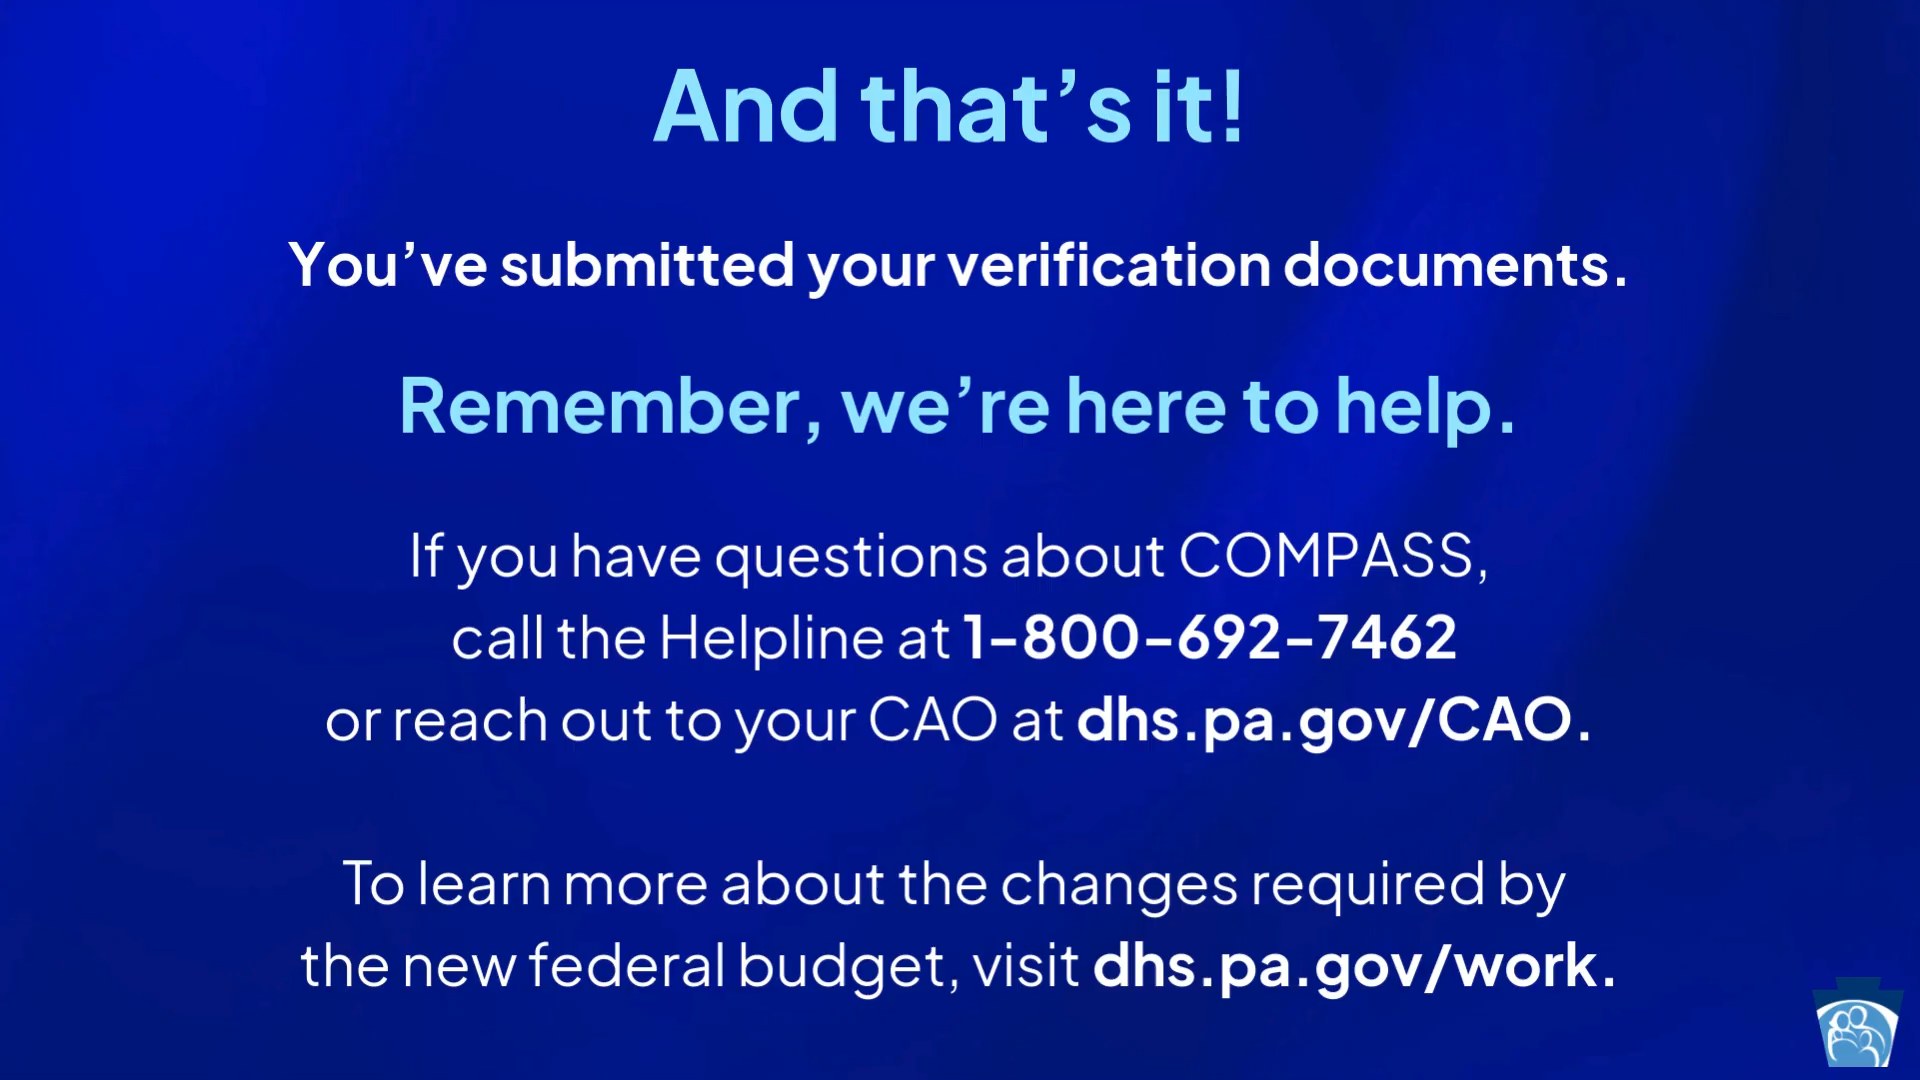 And that’s it!
You’ve submitted your verification documents.
Remember, we’re here to help.
If you have questions about COMPASS,
call the Helpline at 1-800-692-7462
or reach out to your CAO at dhs.pa.gov/CAO.
To learn more about the changes required by
the new federal budget, visit dhs.pa.gov/work.